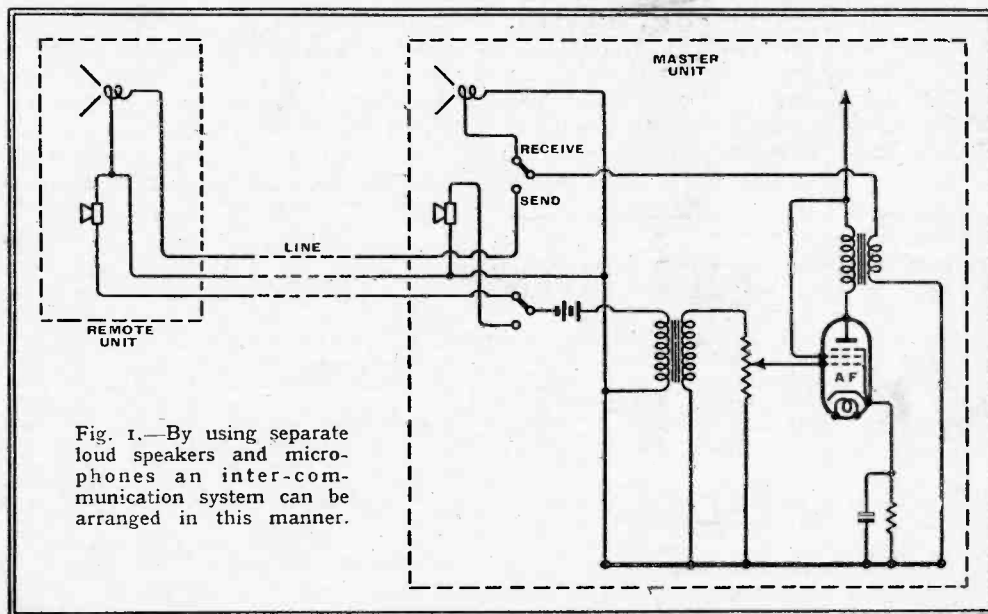 MASTER
UNIT
RECEIVE
SEND
LINE
REMOTE
UNIT
AF
Fig. 1.—By using separate
loud speakers and micro-
phones an inter-com-
munication system can be
arranged in this manner.